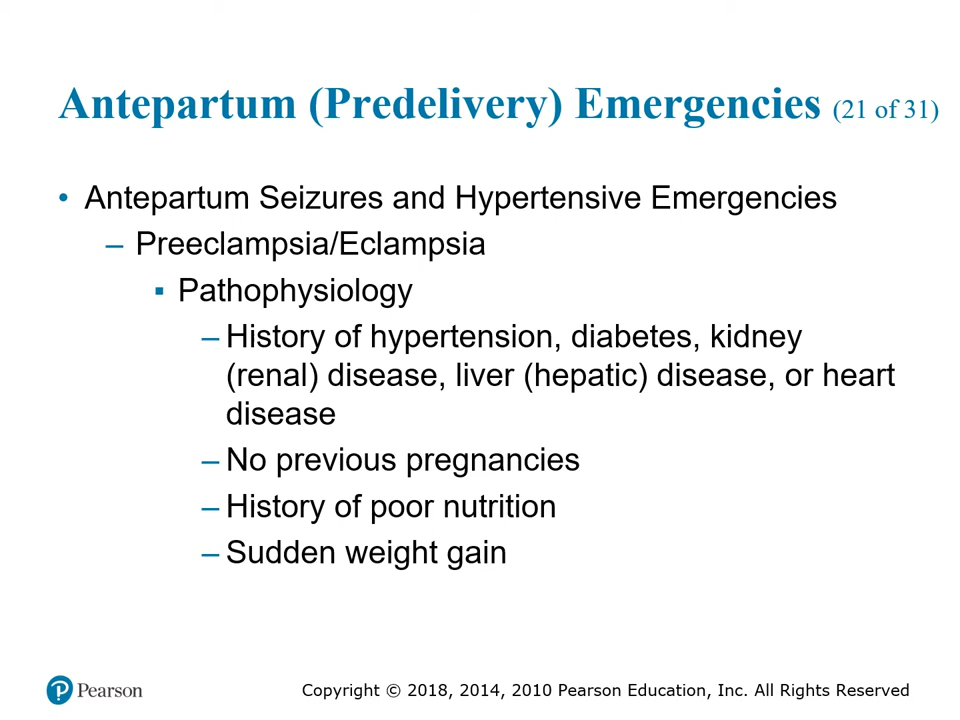 Antepartum (Predelivery) Emergencies (21 of 31)
• Antepartum Seizures and Hypertensive Emergencies
– Preeclampsia/Eclampsia
▪ Pathophysiology
– History of hypertension, diabetes, kidney
(renal) disease, liver (hepatic) disease, or heart
disease
– No previous pregnancies
– History of poor nutrition
– Sudden weight gain
Pearson
Copyright © 2018, 2014, 2010 Pearson Education, Inc. All Rights Reserved